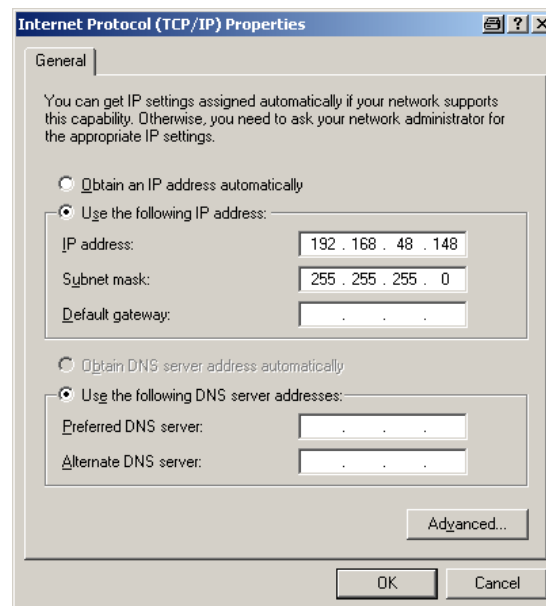 Internet Protocol (TCP/IP) Properties
General
You can get IP settings assigned automatically if your network supports
this capability. Otherwise, you need to ask your network administrator for
the appropriate IP settings.
Obtain an IP address automatically
Use the following IP address:
IP address: 192 . 168 . 48 . 148
Subnet mask: 255 . 255 . 255 . 0
Default gateway: . . .
Obtain DNS server address automatically
Use the following DNS server addresses:
Preferred DNS server: . . .
Alternate DNS server: . . .
Advanced...
OK Cancel